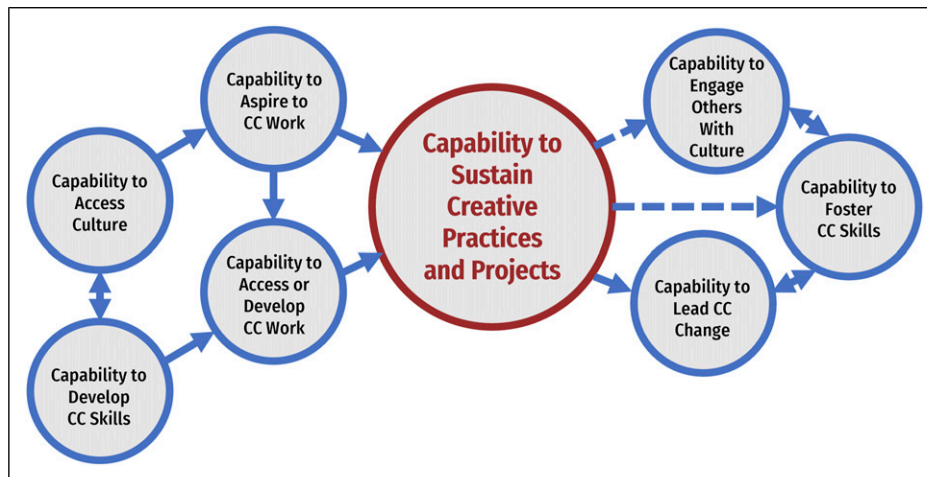 Capability to
Aspire to
CC Work
Capability to
Access
Culture
Capability to
Access or
Develop
CC Work
Capability to
Develop
CC Skills
Capability to
Sustain
Creative
Practices
and Projects
Capability to
Engage
Others
With
Culture
Capability to
Foster
CC Skills
Capability to
Lead CC
Change